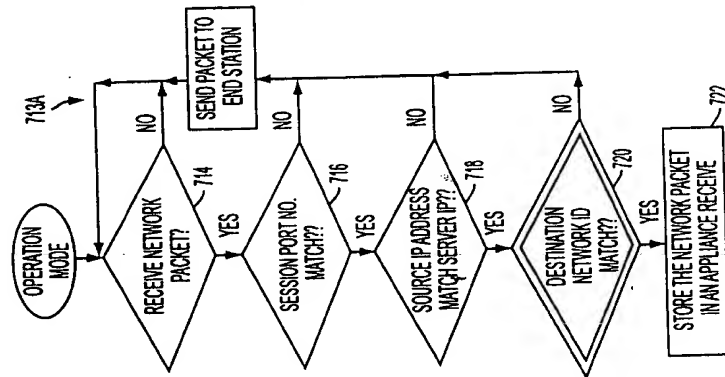 713A
OPERATION
MODE
RECEIVE NETWORK
PACKET?
714
NO
YES
SEND PACKET TO
END STATION
SESSION PORT NO.
MATCH??
716
NO
YES
SOURCE IP ADDRESS
MATCH SERVER IP??
718
NO
YES
DESTINATION
NETWORK ID
MATCH??
720
NO
YES
STORE THE NETWORK PACKET
IN AN APPLIANCE RECEIVE
722